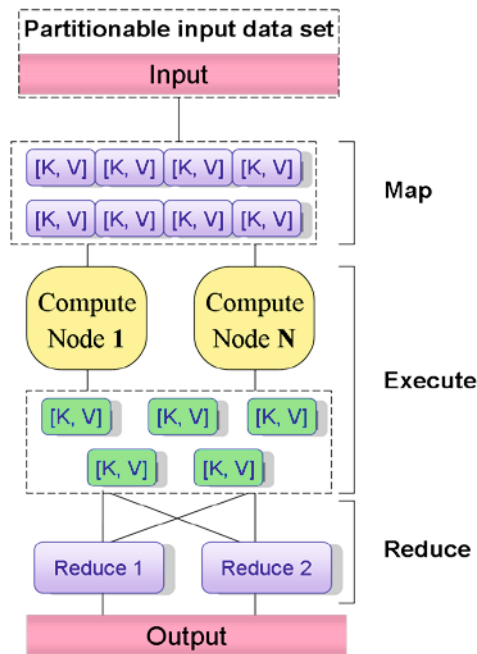 Partitionable input data set
Input
[K, V] [K, V] [K, V] [K, V]
[K, V] [K, V] [K, V] [K, V]
Map
Compute
Node 1
Compute
Node N
Execute
[K, V] [K, V] [K, V]
[K, V] [K, V]
Reduce
Reduce 1 Reduce 2
Output